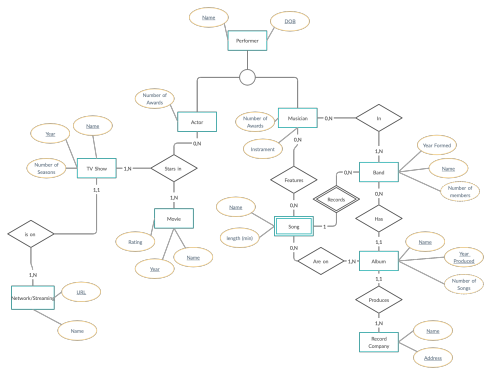 Name
DOB
Performer
Number of
Awards
Actor
Number of
Awards
Musician
0,N
In
Instrament
Year
Name
Number of
Seasons
TV Show
1,N
Stars in
0,N
0,N
1,N
Year Formed
Band
Name
Number of
members
0,N
Features
Records
0,N
1,1
1,N
Movie
Name
length (min)
0,N
Song
1
Has
is on
Rating
Year
Name
0,N
Are on
1,N
1,1
Album
Name
Year
Produced
Number of
Songs
1,N
Network/Streaming
URL
Name
1,1
Produces
1,N
Record
Company
Name
Address